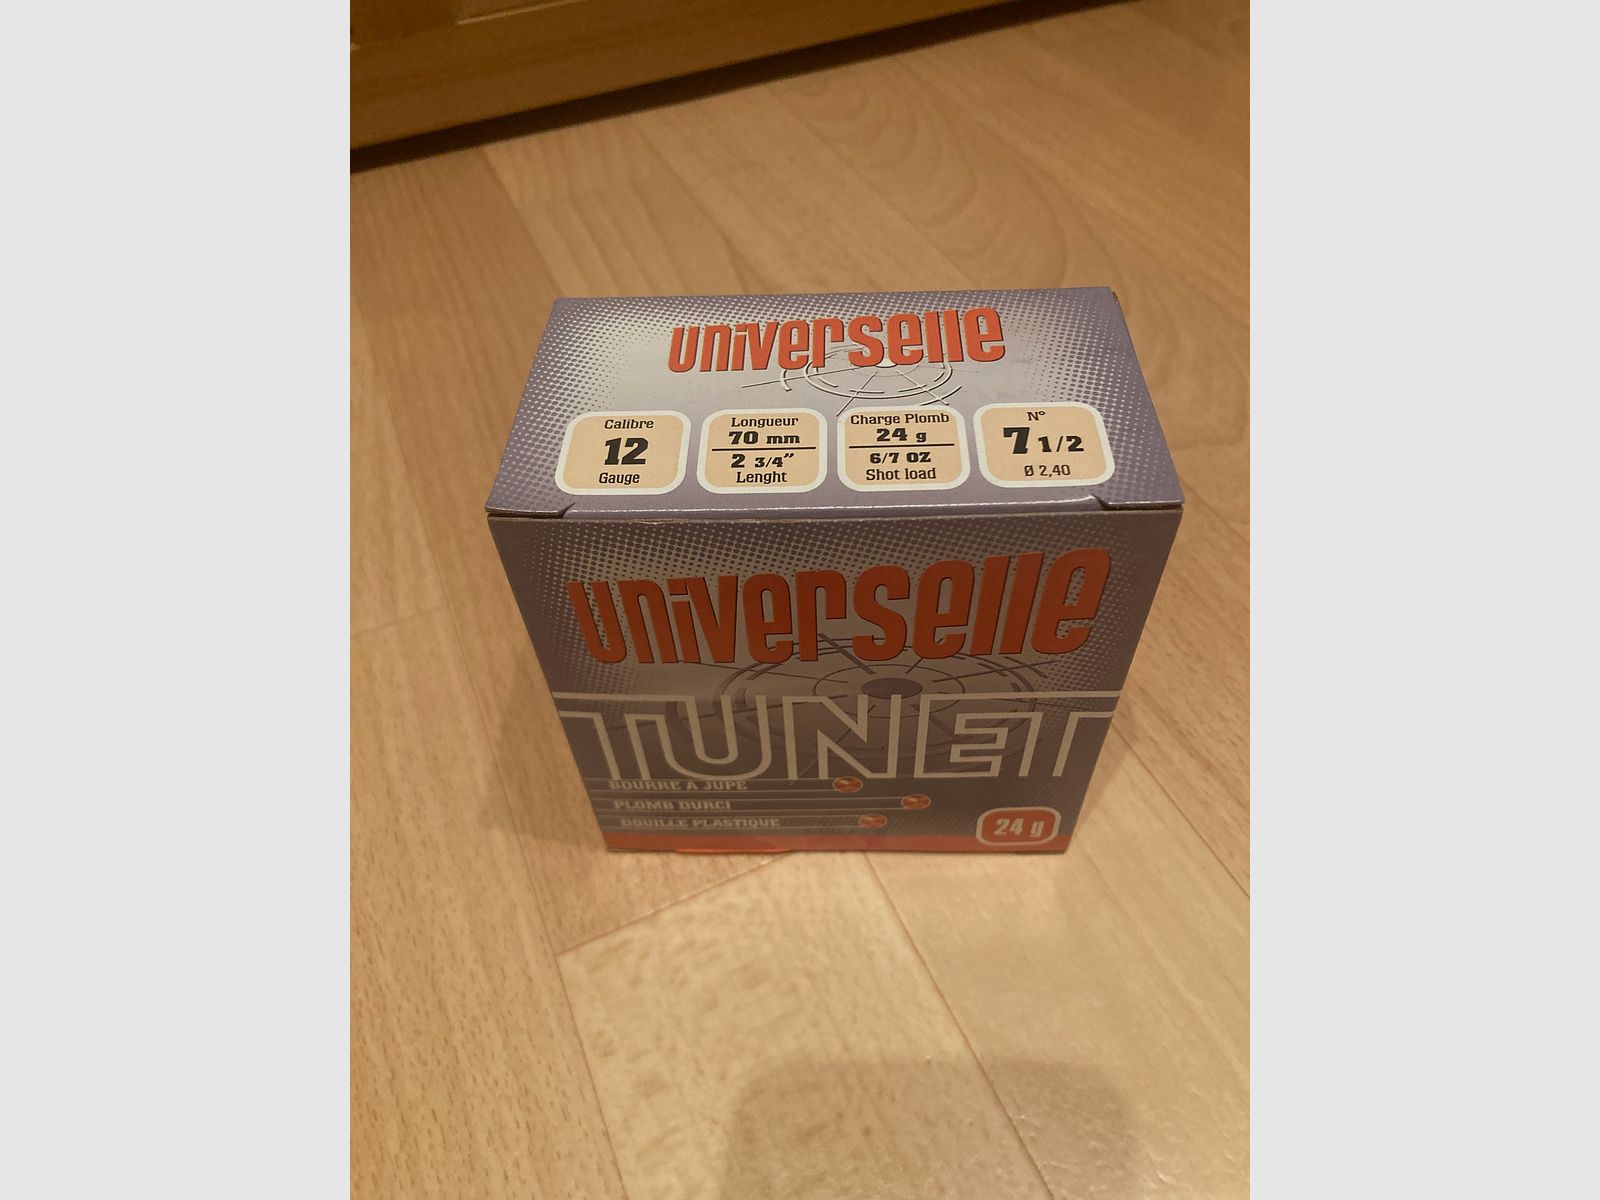 universelle
Calibre
12
Gauge
Longueur
70 mm
2 3/4"
Lenght
Charge Plomb
24 g
6/7 OZ
Shot load
N°
7 1/2
Ø 2,40
universelle
TUNET
BOURRE A JUPE
PLOMB DURCI
DOUILLE PLASTIQUE
24 g